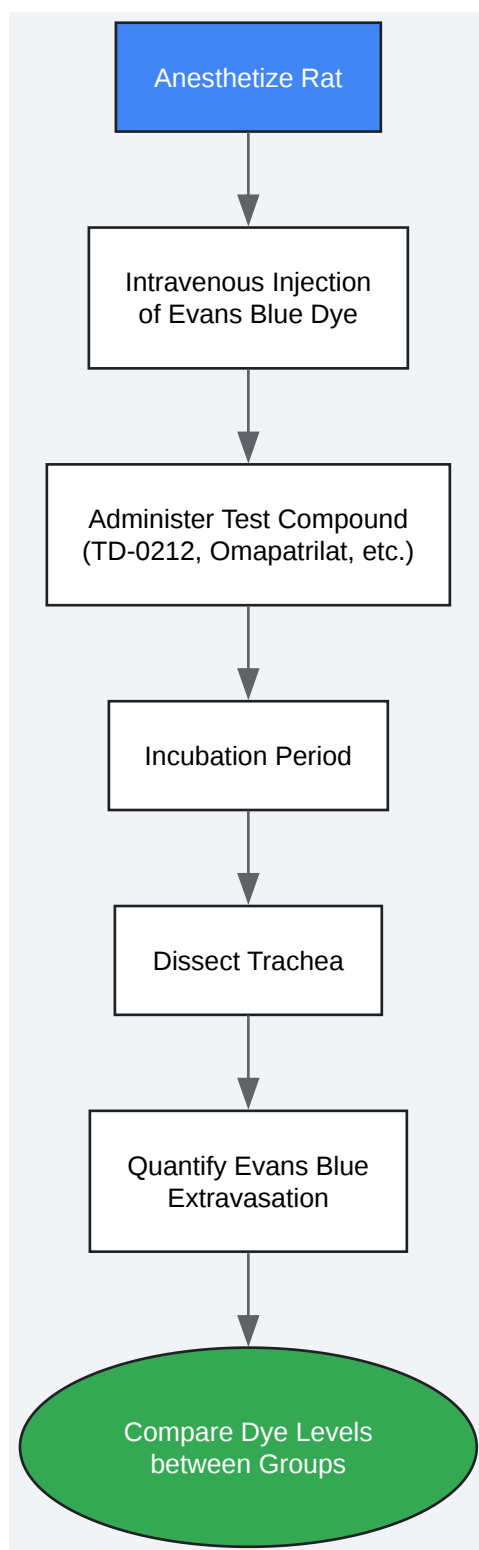 Anesthetize Rat
Intravenous Injection
of Evans Blue Dye
Administer Test Compound
(TD-0212, Omapatrilat, etc.)
Incubation Period
Dissect Trachea
Quantify Evans Blue
Extravasation
Compare Dye Levels
between Groups